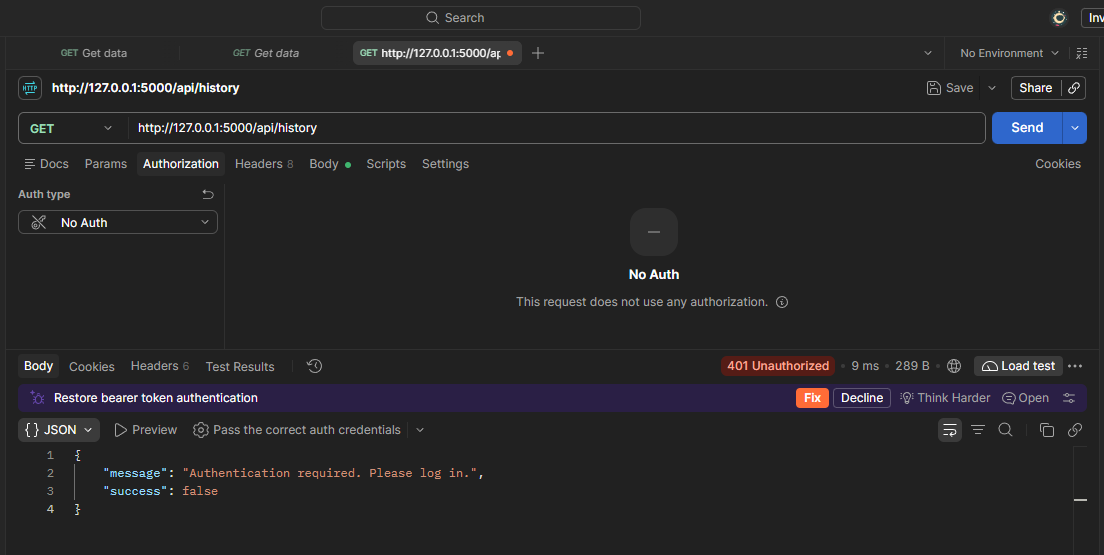 Search
Inv
GET Get data
GET Get data
GET http://127.0.0.1:5000/ap
No Environment
HTTP http://127.0.0.1:5000/api/history
Save
Share
GET
http://127.0.0.1:5000/api/history
Send
Docs Params Authorization Headers 8 Body Scripts Settings Cookies
Auth type
No Auth
No Auth
This request does not use any authorization.
Body Cookies Headers 6 Test Results
401 Unauthorized • 9 ms • 289 B
Load test
Restore bearer token authentication
Fix Decline Think Harder Open
{} JSON Preview Pass the correct auth credentials
1 {
2 "message": "Authentication required. Please log in.",
3 "success": false
4 }